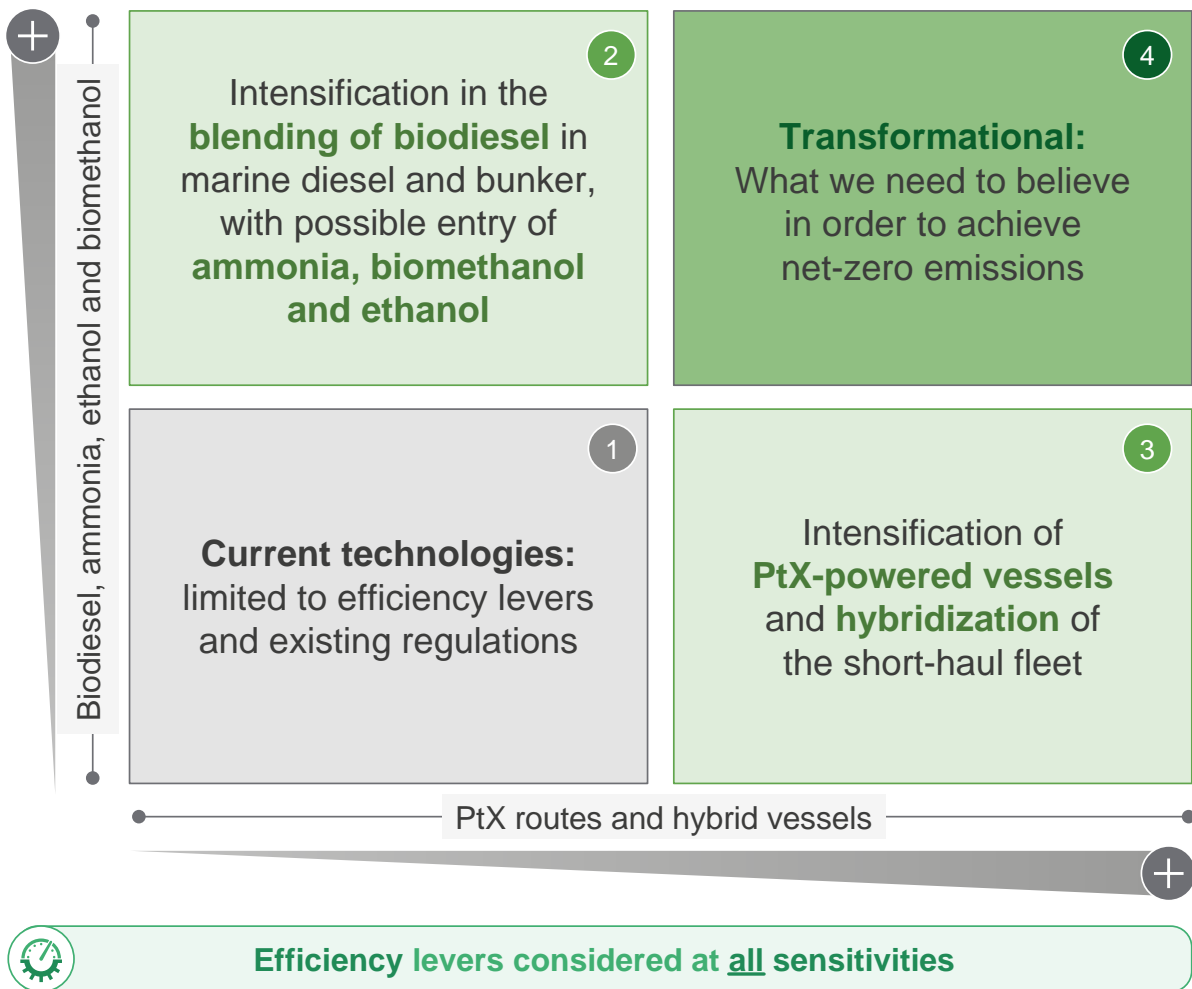 Biodiesel, ammonia, ethanol and biomethanol
2
Intensification in the
blending of biodiesel in
marine diesel and bunker,
with possible entry of
ammonia, biomethanol
and ethanol
4
Transformational:
What we need to believe
in order to achieve
net-zero emissions
1
Current technologies:
limited to efficiency levers
and existing regulations
3
Intensification of
PtX-powered vessels
and hybridization of
the short-haul fleet
PtX routes and hybrid vessels
Efficiency levers considered at all sensitivities